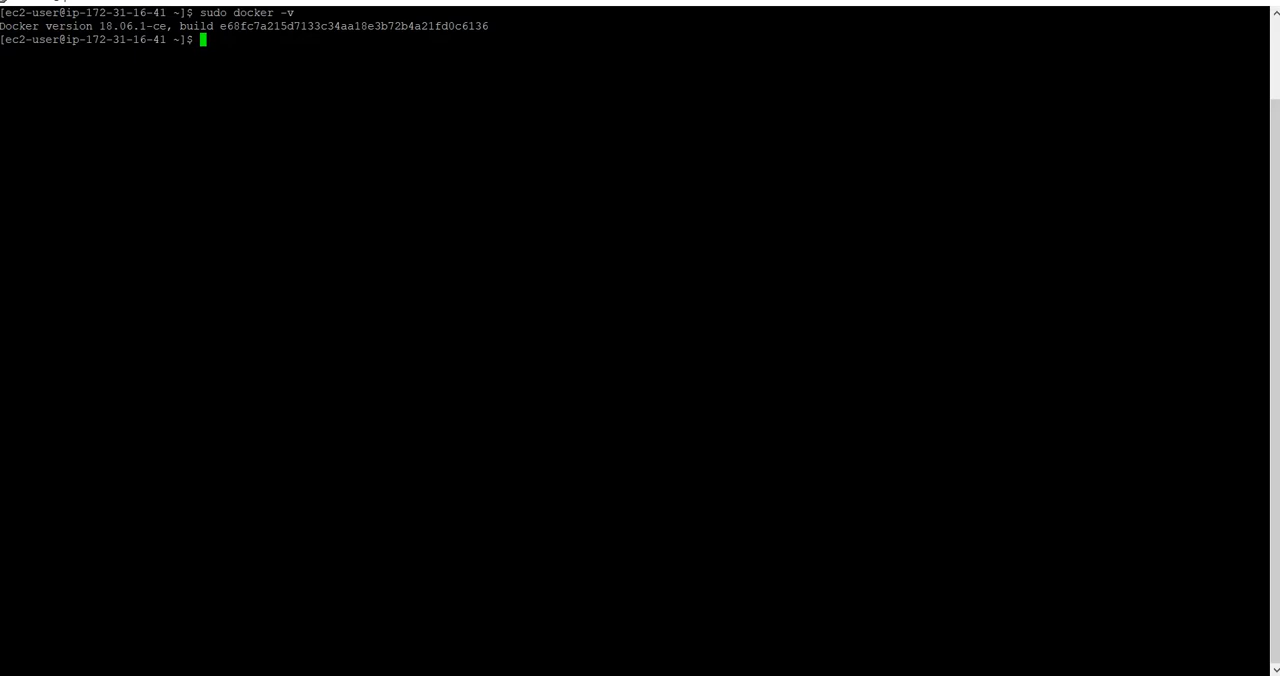 [ec2-user@ip-172-31-16-41 ~]$ sudo docker -v
Docker version 18.06.1-ce, build e68fc7a215d7133c34aa18e3b72b4a21fd0c6136
[ec2-user@ip-172-31-16-41 ~]$